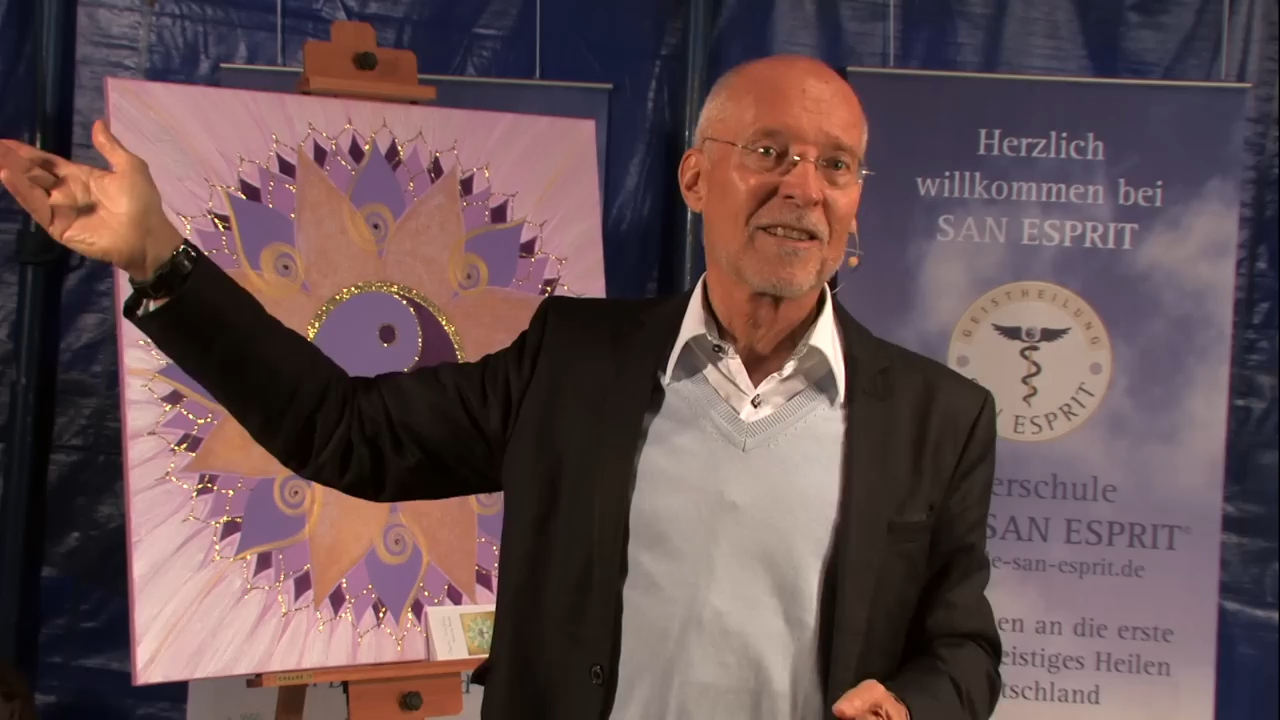 Herzlich
willkommen bei
SAN ESPRIT
GEISTHEILUNG
ESPRIT
erschule
SAN ESPRIT©
e-san-esprit.de
en an die erste
eistiges Heilen
tschland